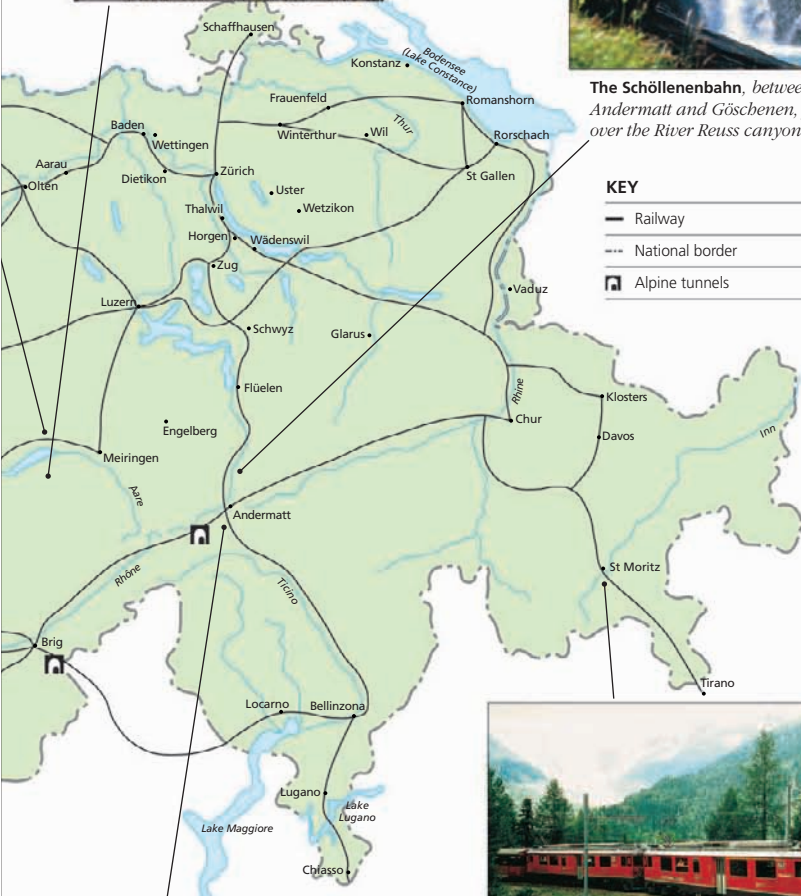 Schaffhausen
Konstanz
Bodensee
(Lake Constance)
The Schöllenenbahn, betwee
Andermatt and Göschenen,
over the River Reuss canyon
Frauenfeld
Romanshorn
Thur
Baden
Wettingen
Winterthur
Wil
Rorschach
Aarau
Dietikon
Zürich
St Gallen
Olten
Uster
KEY
Thalwil
Wetzikon
Railway
Horgen
Wädenswil
National border
Zug
Alpine tunnels
Vaduz
Luzern
Schwyz
Glarus
Flüelen
Rhine
Klosters
Chur
Engelberg
Davos
Inn
Meiringen
Aare
Andermatt
St Moritz
Rhône
Ticino
Brig
Tirano
Locarno
Bellinzona
Lugano
Lake
Lugano
Lake Maggiore
Chiasso